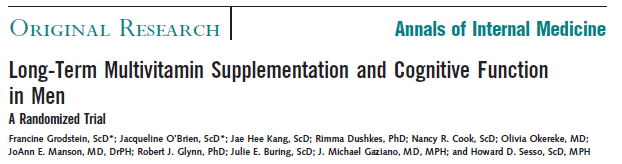 ORIGINAL RESEARCH
Annals of Internal Medicine
Long-Term Multivitamin Supplementation and Cognitive Function
in Men
A Randomized Trial
Francine Grodstein, ScD*; Jacqueline O'Brien, ScD*; Jae Hee Kang, ScD; Rimma Dushkes, PhD; Nancy R. Cook, ScD; Olivia Okereke, MD;
JoAnn E. Manson, MD, DrPH; Robert J. Glynn, PhD; Julie E. Buring, ScD; J. Michael Gaziano, MD, MPH; and Howard D. Sesso, ScD, MPH